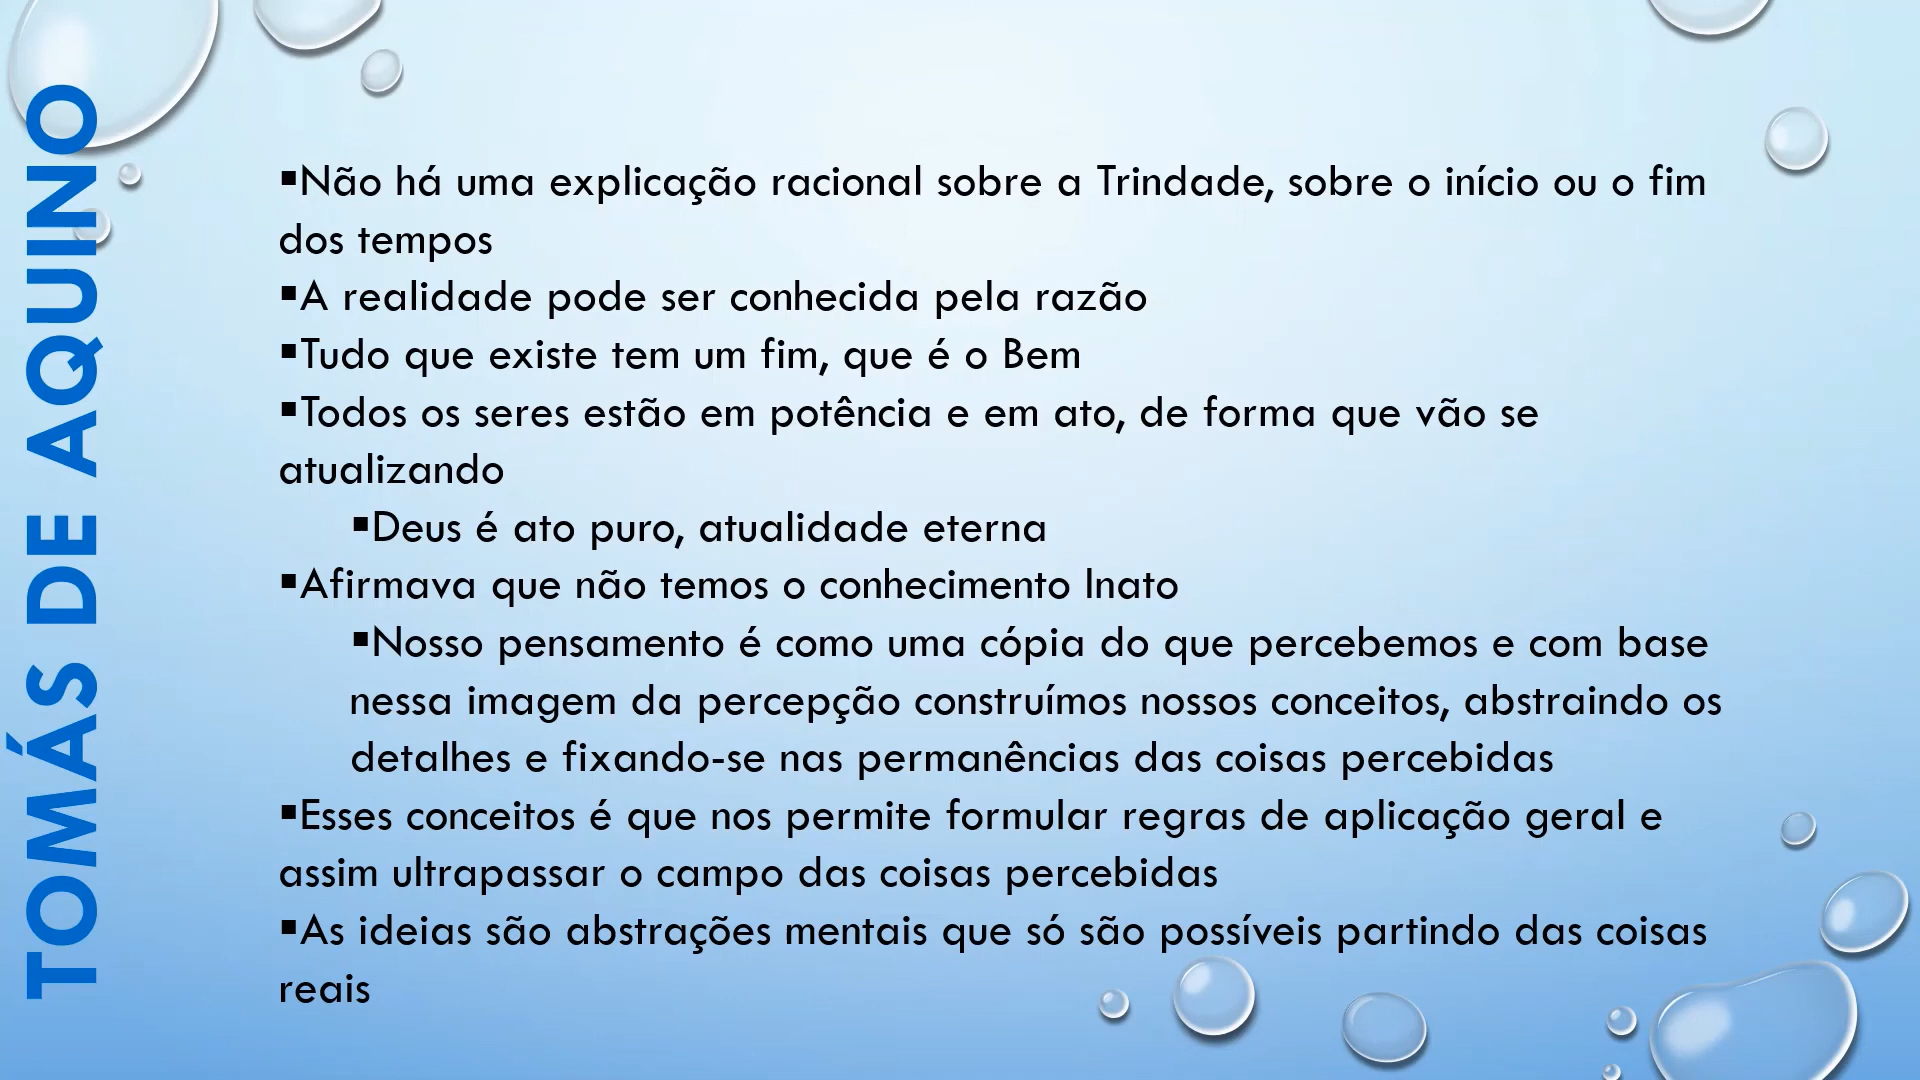 TOMÁS DE AQUINO
▪Não há uma explicação racional sobre a Trindade, sobre o início ou o fim
dos tempos
▪A realidade pode ser conhecida pela razão
▪Tudo que existe tem um fim, que é o Bem
▪Todos os seres estão em potência e em ato, de forma que vão se
atualizando
▪Deus é ato puro, atualidade eterna
▪Afirmava que não temos o conhecimento Inato
▪Nosso pensamento é como uma cópia do que percebemos e com base
nessa imagem da percepção construímos nossos conceitos, abstraindo os
detalhes e fixando-se nas permanências das coisas percebidas
▪Esses conceitos é que nos permite formular regras de aplicação geral e
assim ultrapassar o campo das coisas percebidas
▪As ideias são abstrações mentais que só são possíveis partindo das coisas
reais